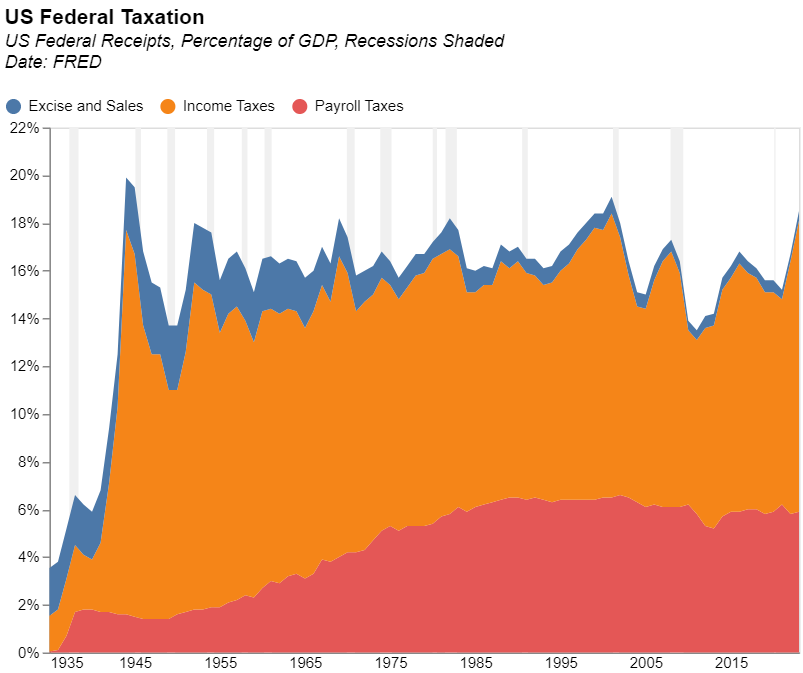 US Federal Taxation
US Federal Receipts, Percentage of GDP, Recessions Shaded
Date: FRED
Excise and Sales Income Taxes Payroll Taxes
22%
20%
18%
16%
14%
12%
10%
8%
6%
4%
2%
0%
1935 1945 1955 1965 1975 1985 1995 2005 2015